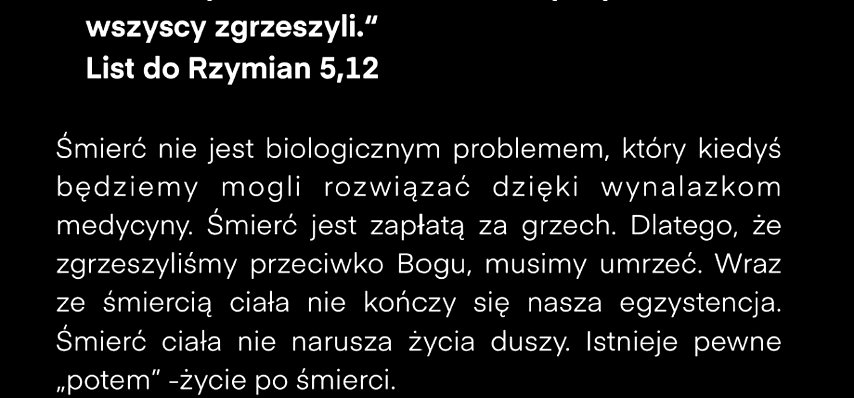 wszyscy zgrzeszyli.“
List do Rzymian 5,12
Śmierć nie jest biologicznym problemem, który kiedyś
będziemy mogli rozwiązać dzięki wynalazkom
medycyny. Śmierć jest zapłatą za grzech. Dlatego, że
zgrzeszyliśmy przeciwko Bogu, musimy umrzeć. Wraz
ze śmiercią ciała nie kończy się nasza egzystencja.
Śmierć ciała nie narusza życia duszy. Istnieje pewne
„potem” -życie po śmierci.